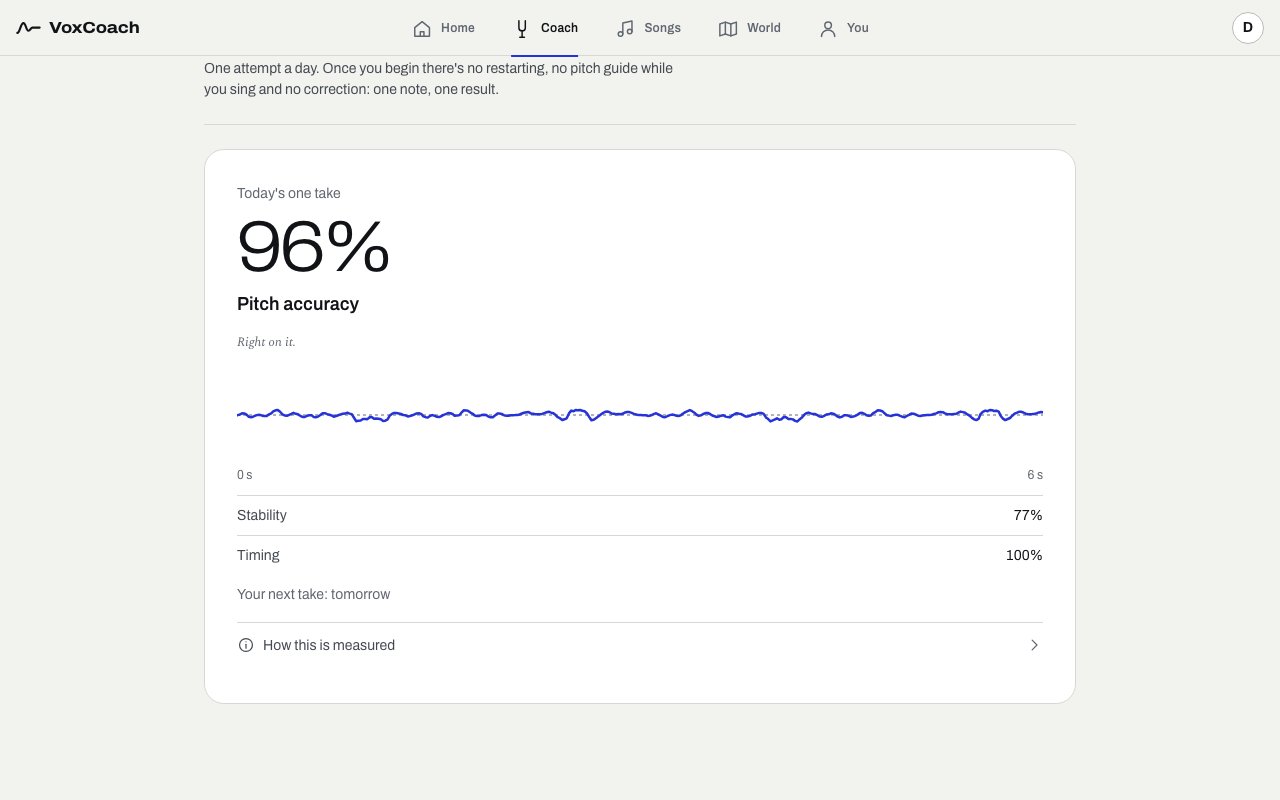 VoxCoach
Home
Coach
Songs
World
You
D
One attempt a day. Once you begin there's no restarting, no pitch guide while
you sing and no correction: one note, one result.
Today's one take
96%
Pitch accuracy
Right on it.
0 s
6 s
Stability
77%
Timing
100%
Your next take: tomorrow
How this is measured